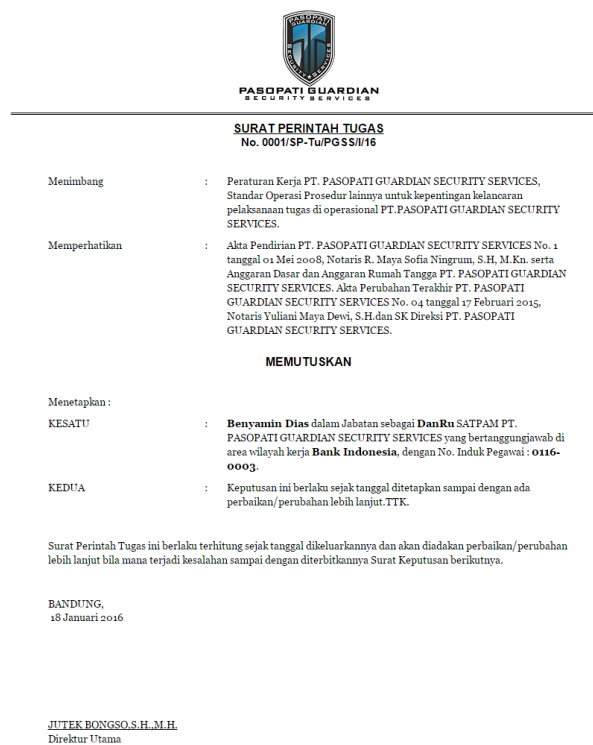 PASOPATI
GUARDIAN
SECURITY SERVICES
PASOPATI GUARDIAN
SECURITY SERVICES
SURAT PERINTAH TUGAS
No. 0001/SP-Tu/PGSS/I/16
Menimbang : Peraturan Kerja PT. PASOPATI GUARDIAN SECURITY SERVICES,
Standar Operasi Prosedur lainnya untuk kepentingan kelancaran
pelaksanaan tugas di operasional PT.PASOPATI GUARDIAN SECURITY
SERVICES.
Memperhatikan : Akta Pendirian PT. PASOPATI GUARDIAN SECURITY SERVICES No. 1
tanggal 01 Mei 2008, Notaris R. Maya Sofia Ningrum, S.H, M.Kn. serta
Anggaran Dasar dan Anggaran Rumah Tangga PT. PASOPATI GUARDIAN
SECURITY SERVICES. Akta Perubahan Terakhir PT. PASOPATI
GUARDIAN SECURITY SERVICES No. 04 tanggal 17 Februari 2015,
Notaris Yuliani Maya Dewi, S.H.dan SK Direksi PT. PASOPATI
GUARDIAN SECURITY SERVICES.
MEMUTUSKAN
Menetapkan :
KESATU : Benyamin Dias dalam Jabatan sebagai DanRu SATPAM PT.
PASOPATI GUARDIAN SECURITY SERVICES yang bertanggungjawab di
area wilayah kerja Bank Indonesia, dengan No. Induk Pegawai : 0116-
0003.
KEDUA : Keputusan ini berlaku sejak tanggal ditetapkan sampai dengan ada
perbaikan/perubahan lebih lanjut.TTK.
Surat Perintah Tugas ini berlaku terhitung sejak tanggal dikeluarkannya dan akan diadakan perbaikan/perubahan
lebih lanjut bila mana terjadi kesalahan sampai dengan diterbitkannya Surat Keputusan berikutnya.
BANDUNG,
18 Januari 2016
JUTEK BONGSO,S.H.,M.H.
Direktur Utama